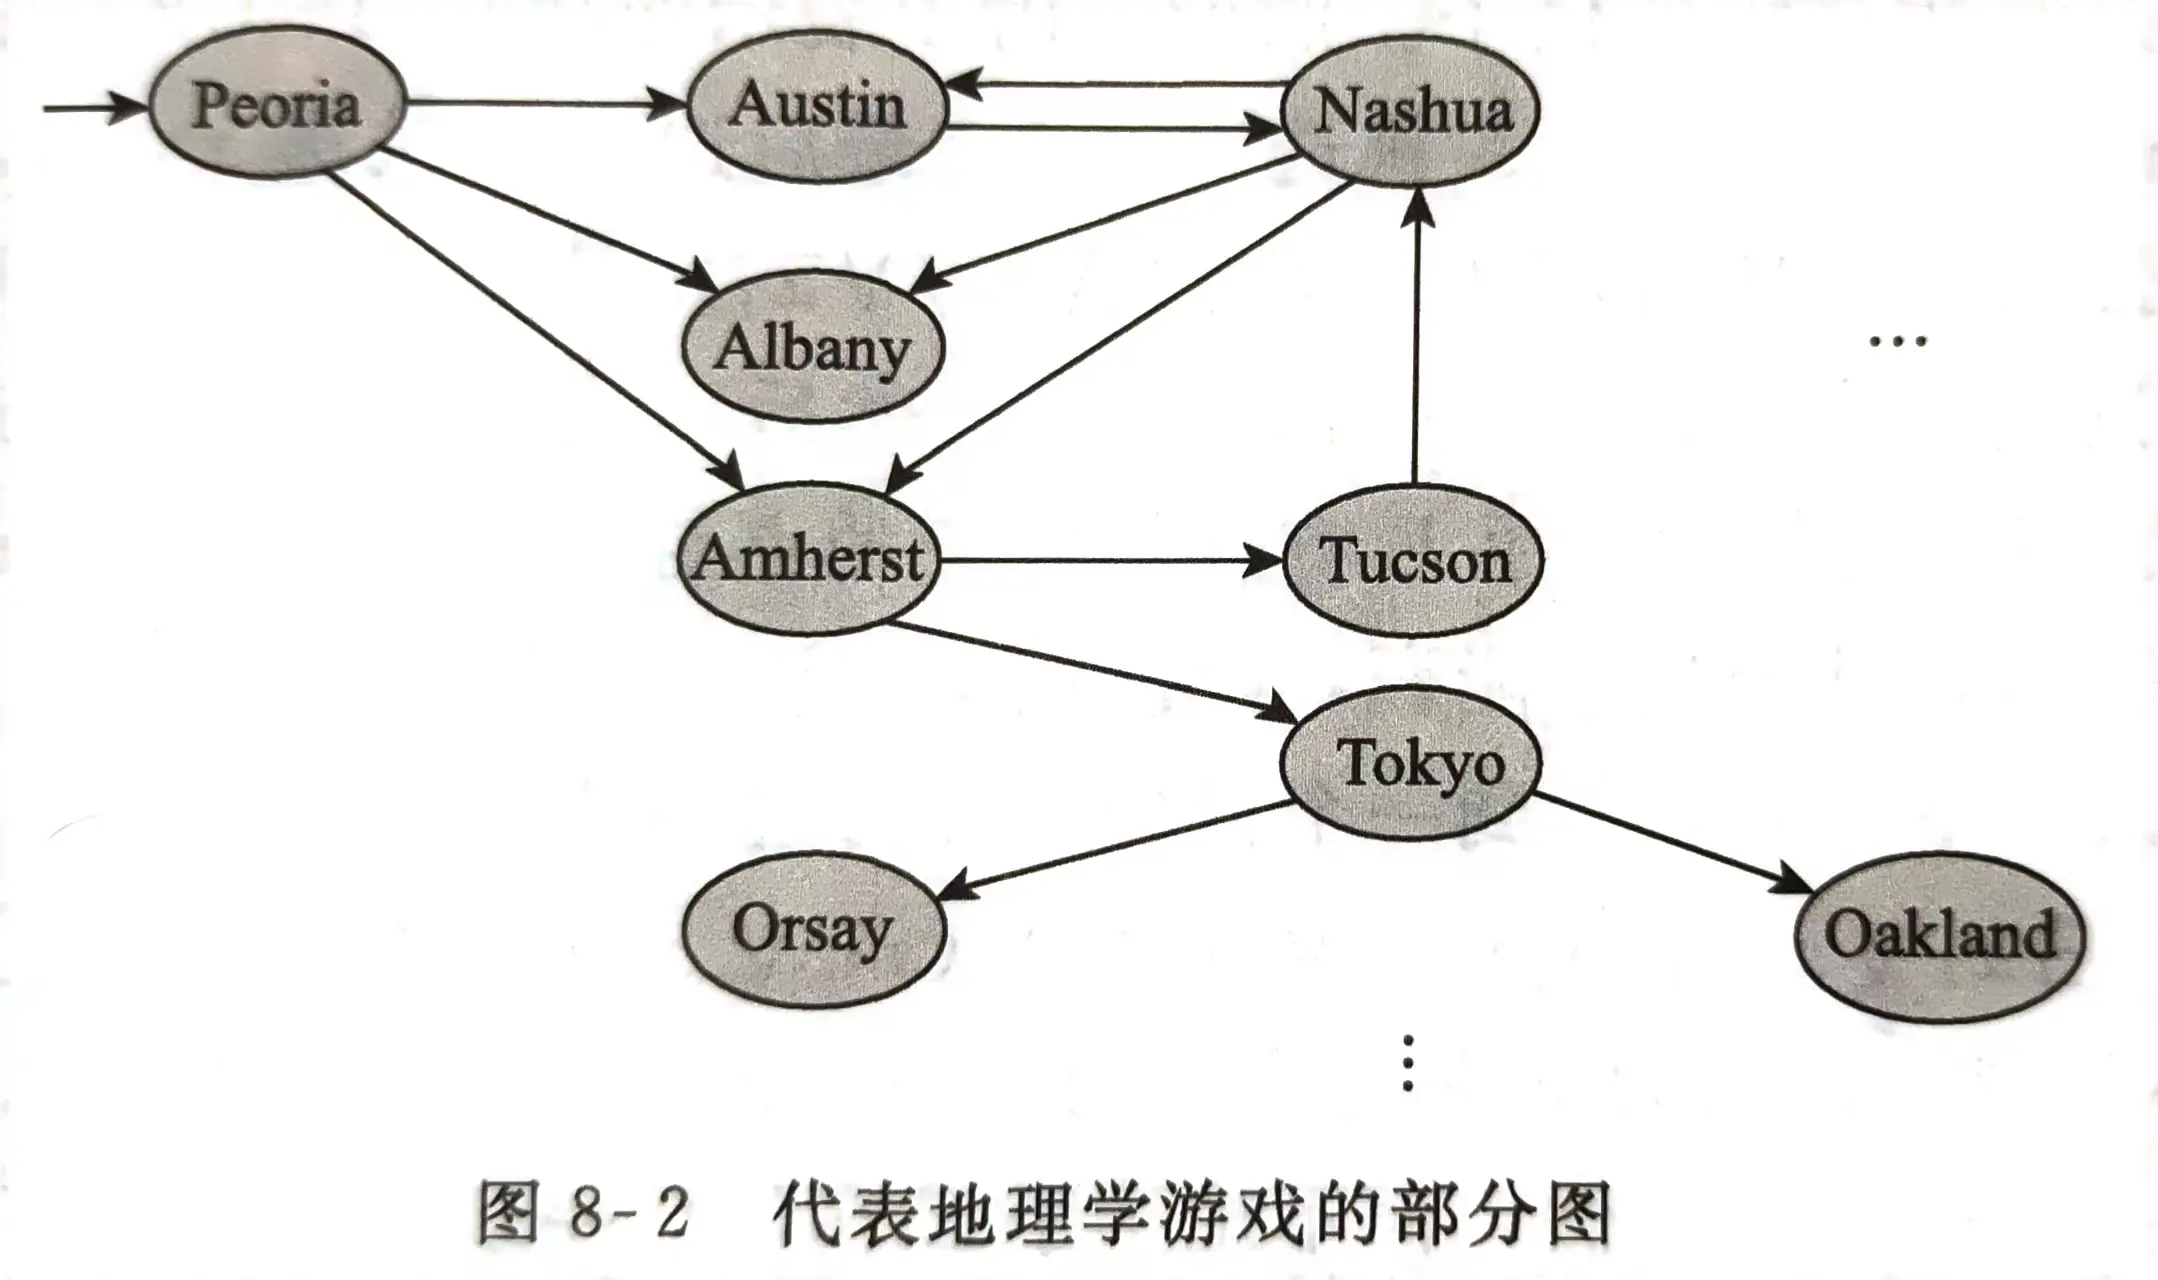 Peoria Austin Nashua
Albany
...
Amherst Tucson
Tokyo
Orsay Oakland
⋮
图 8-2 代表地理学游戏的部分图